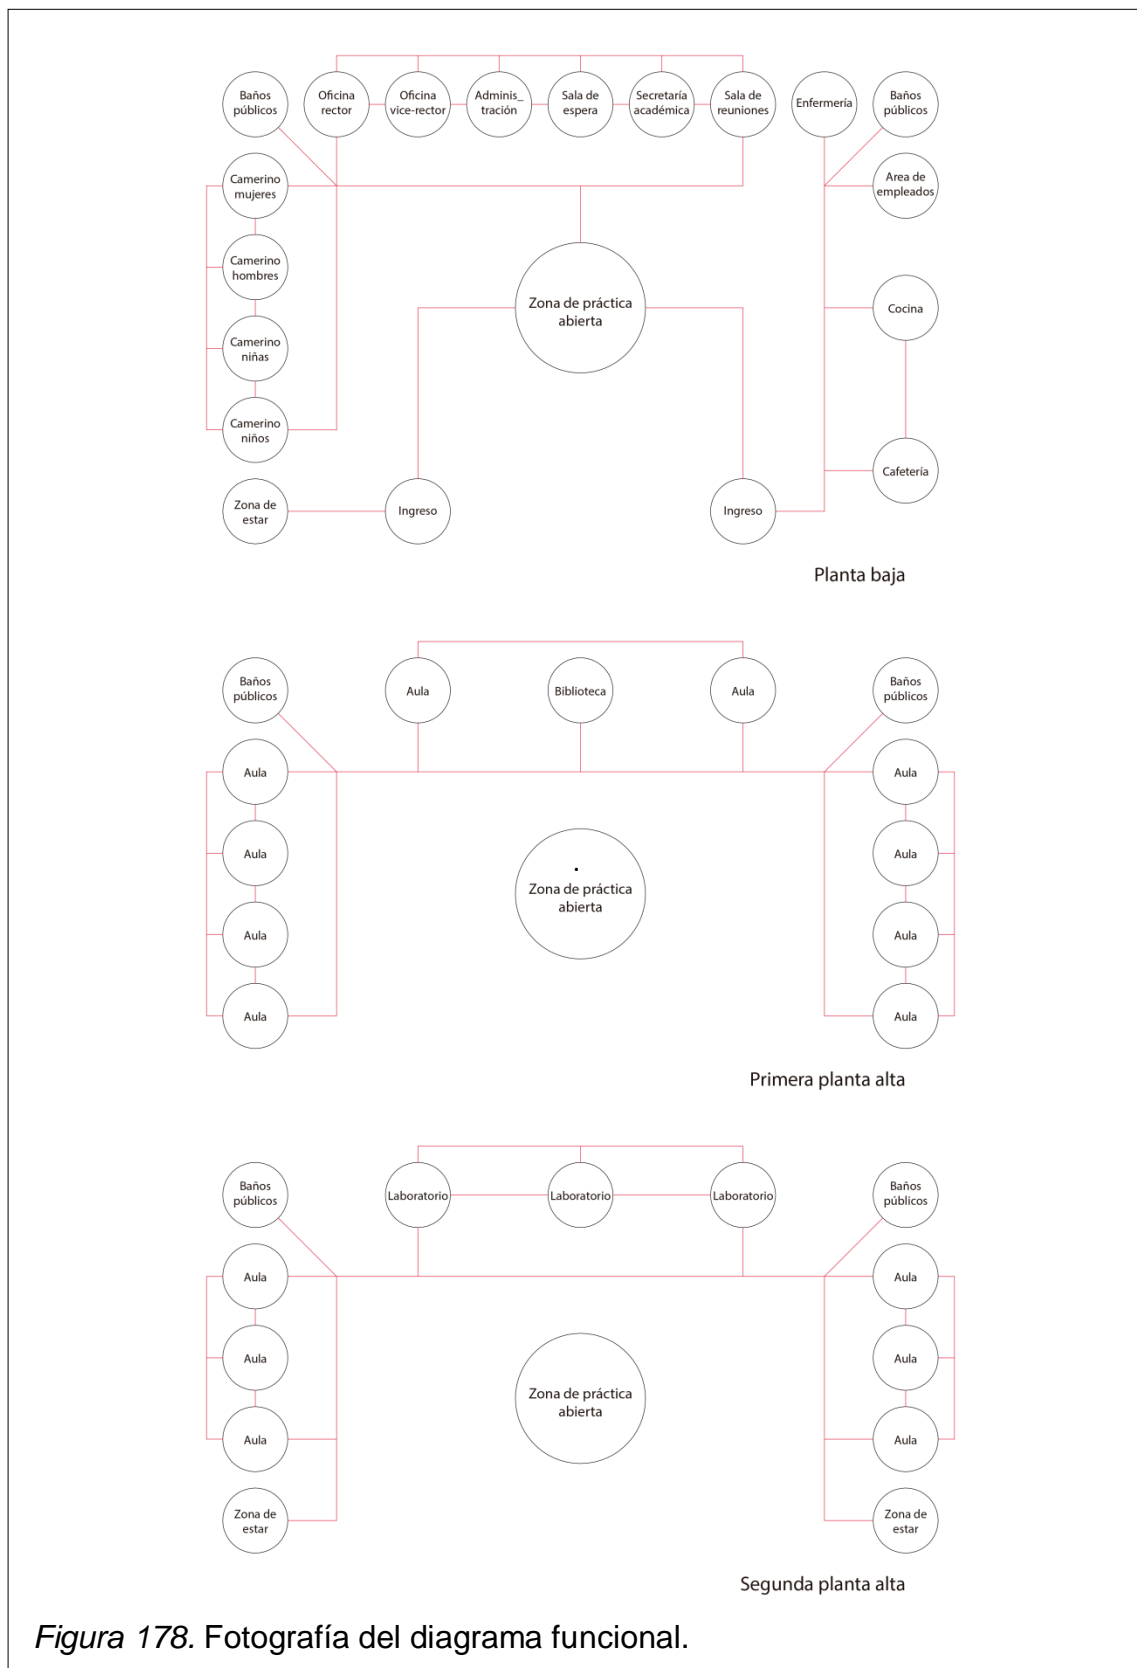 Baños
públicos
Oficina
rector
Oficina
vice-rector
Adminis_
tración
Sala de
espera
Secretaría
académica
Sala de
reuniones
Enfermería
Baños
públicos
Camerino
mujeres
Area de
empleados
Camerino
hombres
Zona de práctica
abierta
Cocina
Camerino
niñas
Camerino
niños
Cafetería
Zona de
estar
Ingreso
Ingreso
Planta baja
Baños
públicos
Aula
Biblioteca
Aula
Baños
públicos
Aula
Aula
Aula
Aula
Zona de práctica
abierta
Aula
Aula
Aula
Aula
Primera planta alta
Baños
públicos
Laboratorio
Laboratorio
Laboratorio
Baños
públicos
Aula
Aula
Aula
Aula
Zona de práctica
abierta
Aula
Aula
Zona de
estar
Zona de
estar
Segunda planta alta
Figura 178. Fotografía del diagrama funcional.